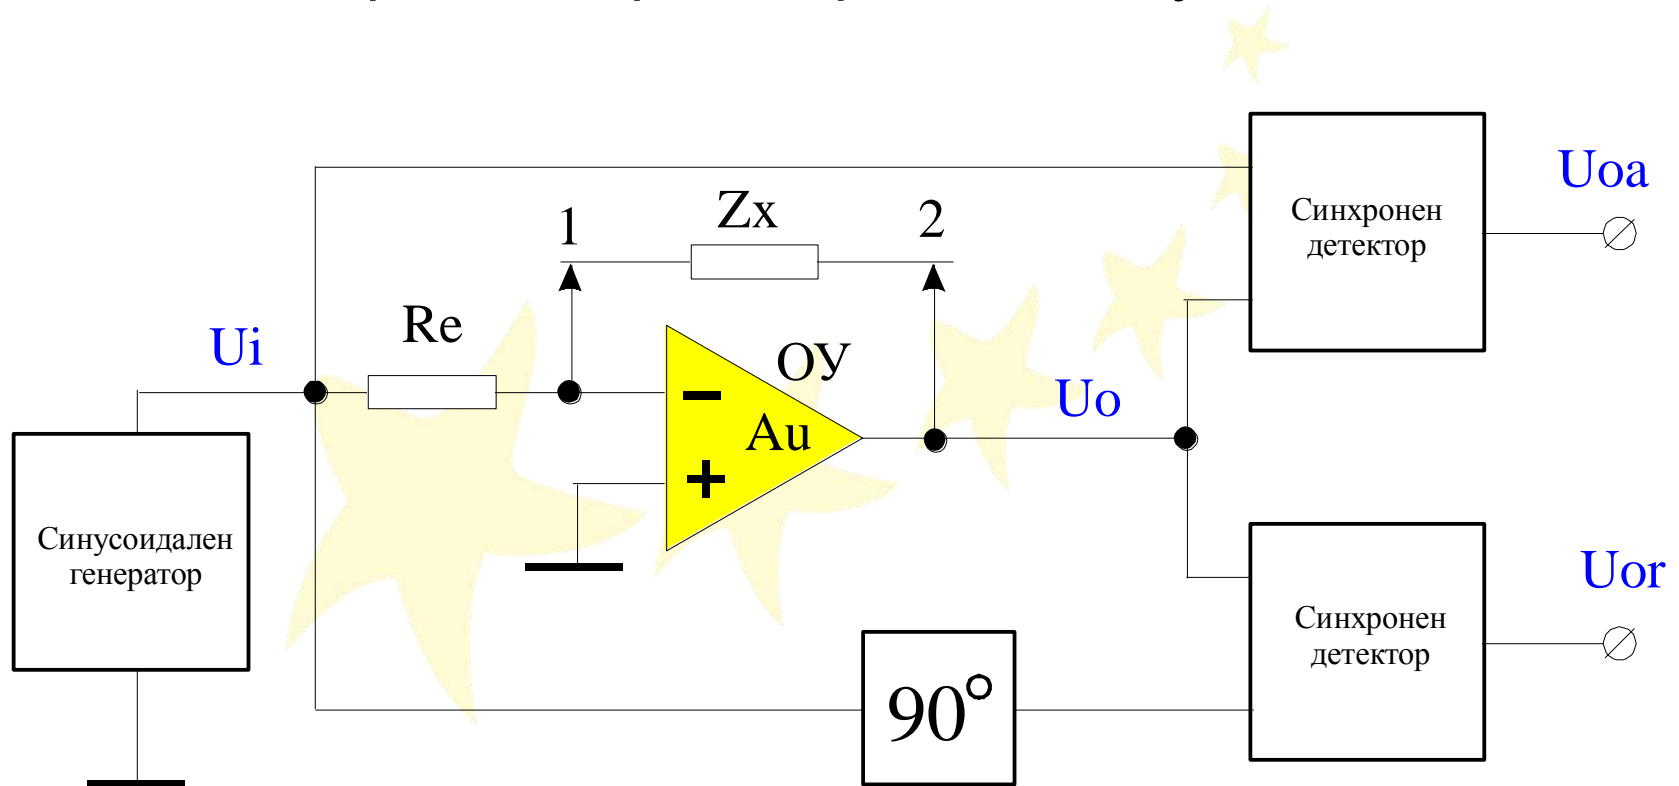 Uoa
Синхронен
детектор
Zx
1
2
Re
Ui
ОУ
Au
Uo
Синусоидален
генератор
Uor
Синхронен
детектор
90°